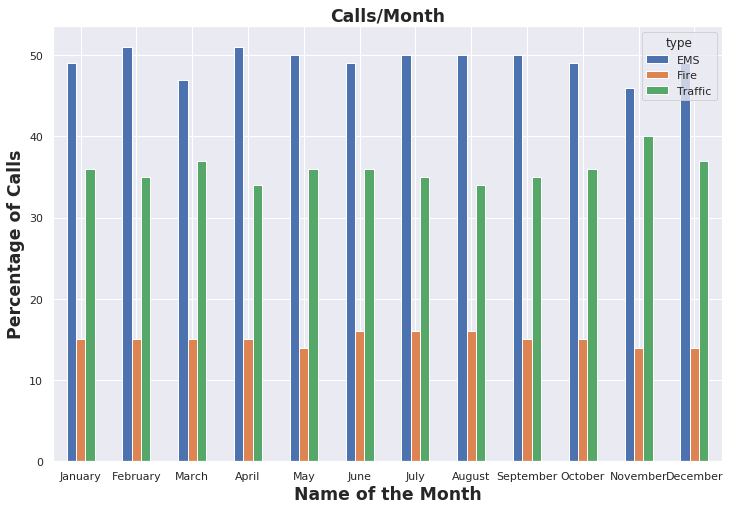 Calls/Month
type
EMS
Fire
Traffic
Percentage of Calls
50
40
30
20
10
0
January February March April May June July August September October November December
Name of the Month